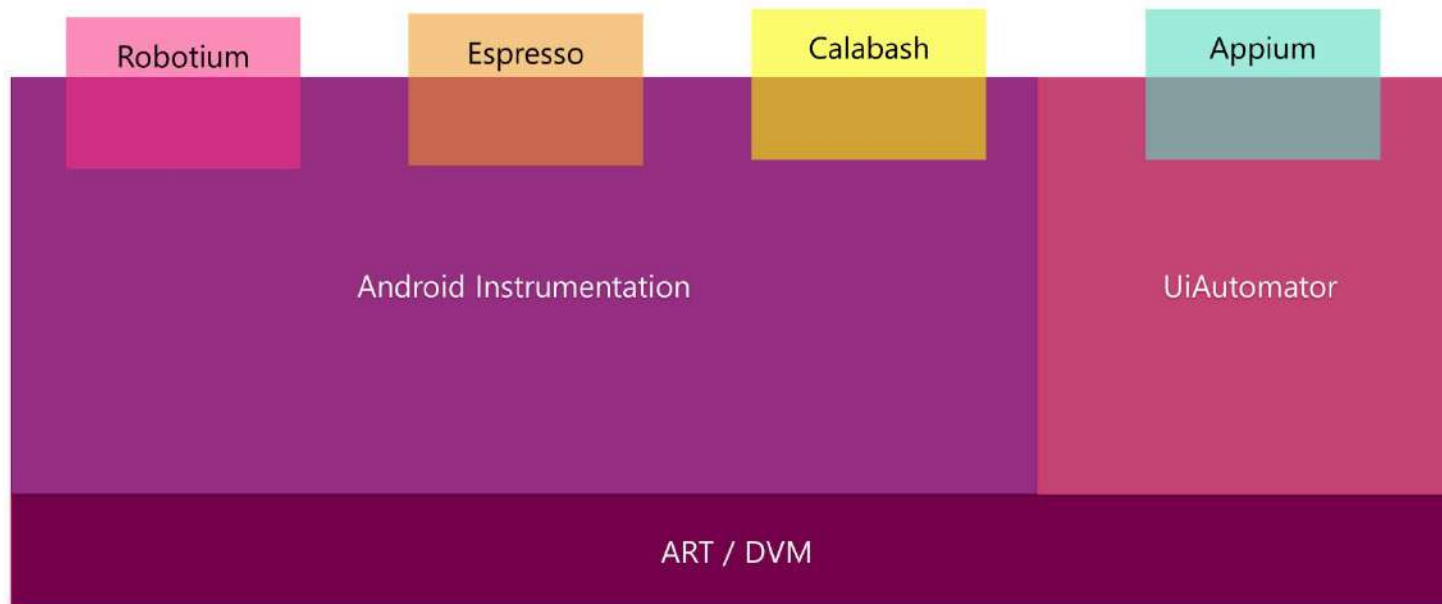 Robotium
Espresso
Calabash
Appium
Android Instrumentation
UiAutomator
ART / DVM